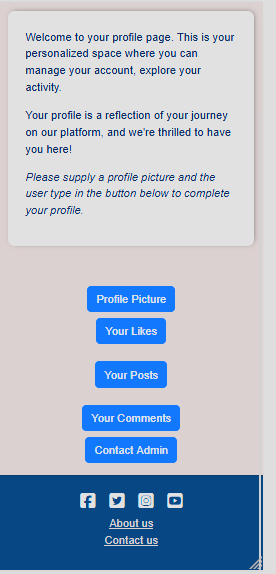 Welcome to your profile page. This is your
personalized space where you can
manage your account, explore your
activity.
Your profile is a reflection of your journey
on our platform, and we're thrilled to have
you here!
Please supply a profile picture and the
user type in the button below to complete
your profile.
Profile Picture
Your Likes
Your Posts
Your Comments
Contact Admin
About us
Contact us